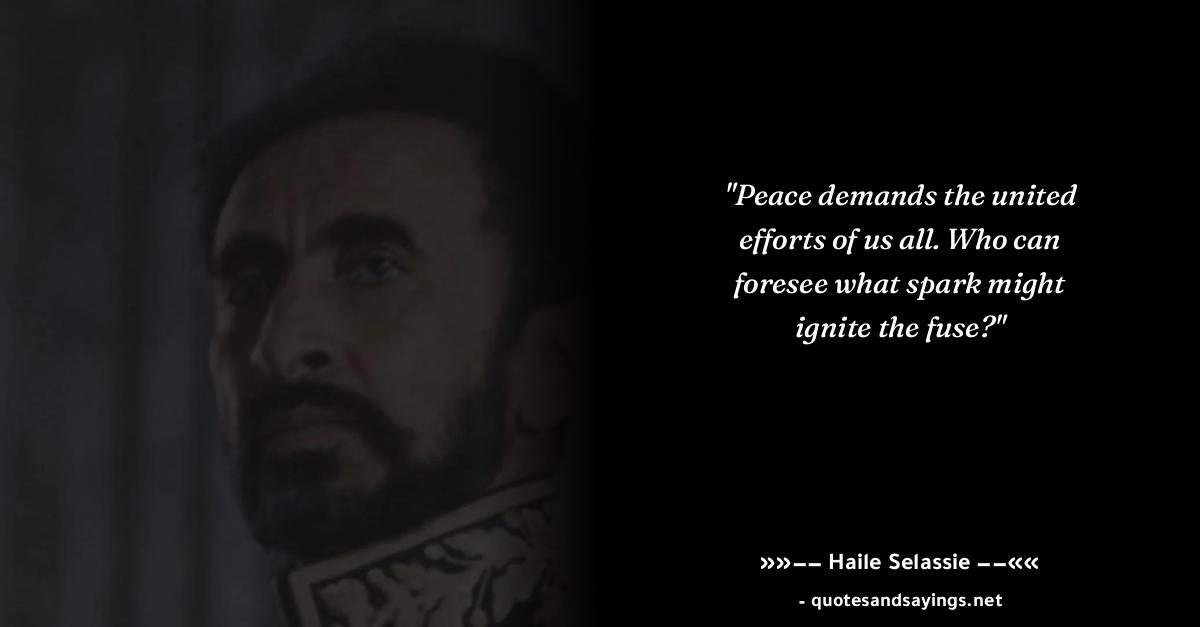 "Peace demands the united
efforts of us all. Who can
foresee what spark might
ignite the fuse?"
»»–– Haile Selassie ––««
- quotesandsayings.net